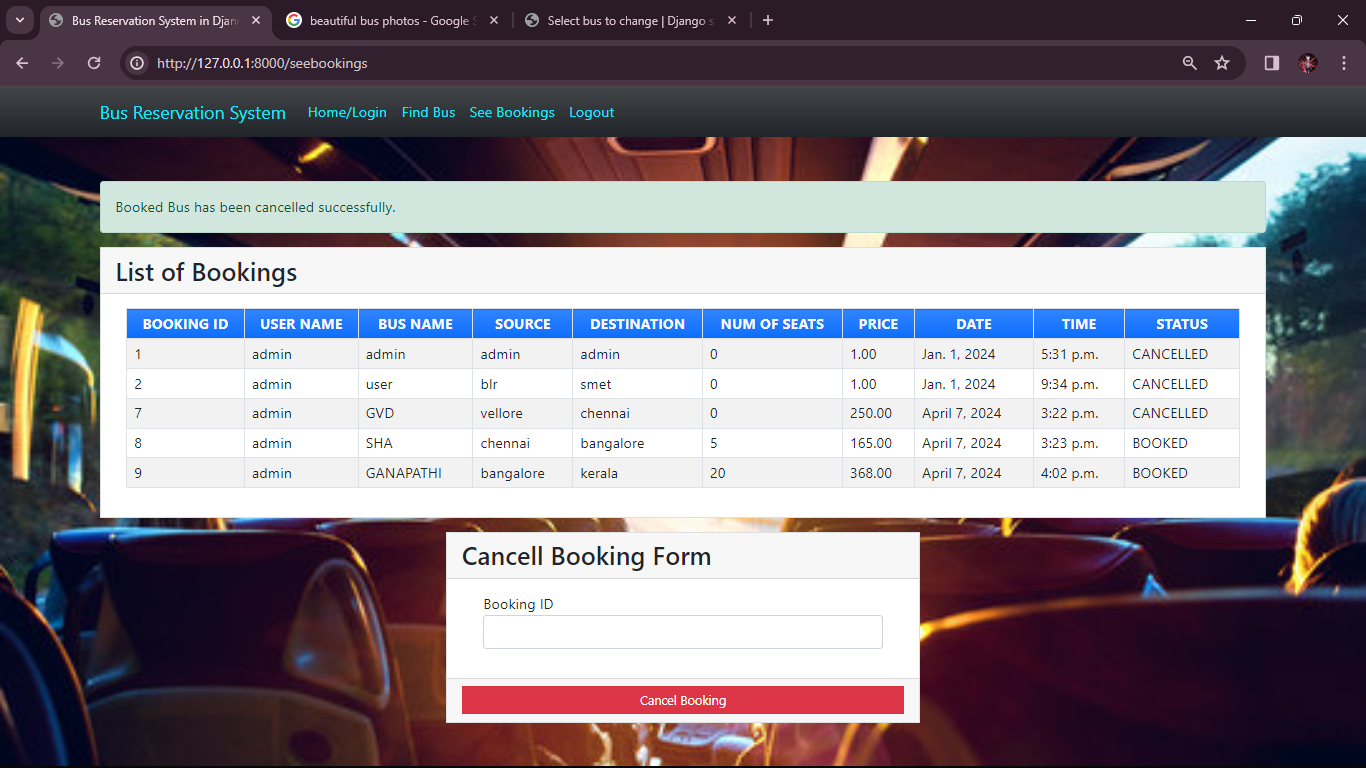 Bus Reservation System in Djan
beautiful bus photos - Google S
Select bus to change | Django s
http://127.0.0.1:8000/seebookings
Bus Reservation System Home/Login Find Bus See Bookings Logout
Booked Bus has been cancelled successfully.
List of Bookings
BOOKING ID USER NAME BUS NAME SOURCE DESTINATION NUM OF SEATS PRICE DATE TIME STATUS
1 admin admin admin admin 0 1.00 Jan. 1, 2024 5:31 p.m. CANCELLED
2 admin user blr smet 0 1.00 Jan. 1, 2024 9:34 p.m. CANCELLED
7 admin GVD vellore chennai 0 250.00 April 7, 2024 3:22 p.m. CANCELLED
8 admin SHA chennai bangalore 5 165.00 April 7, 2024 3:23 p.m. BOOKED
9 admin GANAPATHI bangalore kerala 20 368.00 April 7, 2024 4:02 p.m. BOOKED
Cancell Booking Form
Booking ID
Cancel Booking